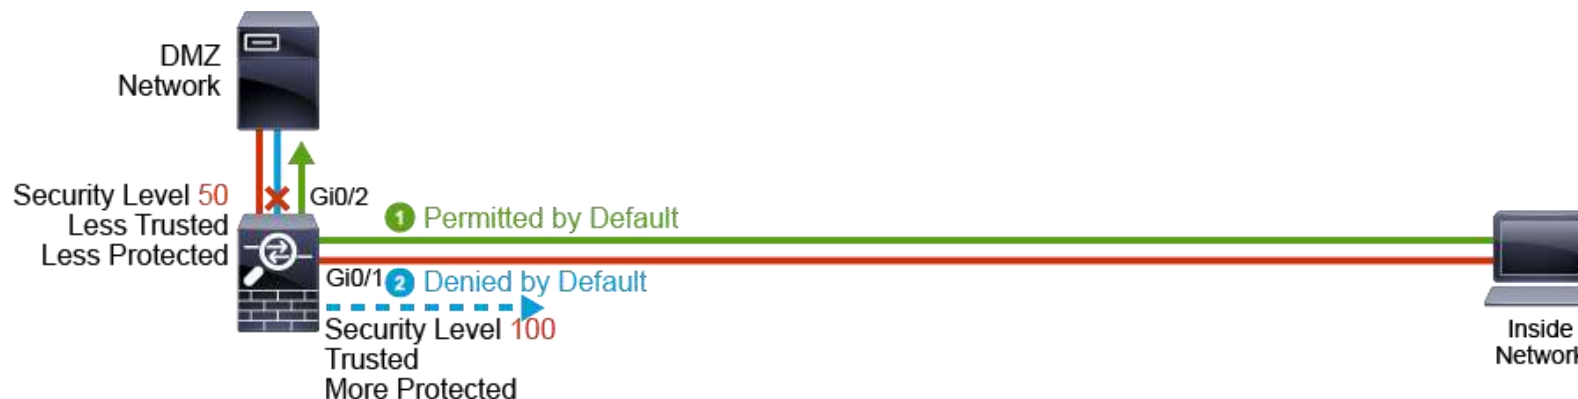 DMZ
Network
Security Level 50
Less Trusted
Less Protected
Gi0/2
1 Permitted by Default
Gi0/1
2 Denied by Default
Security Level 100
Trusted
More Protected
Inside
Network